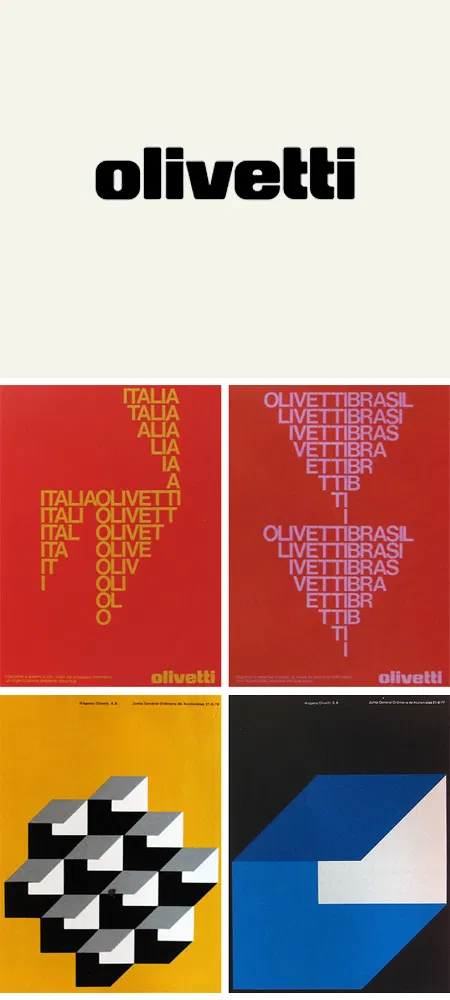 olivetti
ITALIA
TALIA
ALIA
LIA
IA
A
ITALIAOLIVETTI
ITALI OLIVETT
ITAL OLIVET
ITA OLIVE
IT OLIV
I OLI
OL
O
olivetti
OLIVETTIBRASIL
LIVETTIBRASI
IVETTIBRAS
VETTIBRA
ETTIBR
TTIB
TI
I
OLIVETTIBRASIL
LIVETTIBRASI
IVETTIBRAS
VETTIBRA
ETTIBR
TTIB
TI
I
olivetti
Hispano Olivetti, S.A. Junta General Ordinaria de Accionistas
Hispano Olivetti, S.A. Junta General Ordinaria de Accionistas